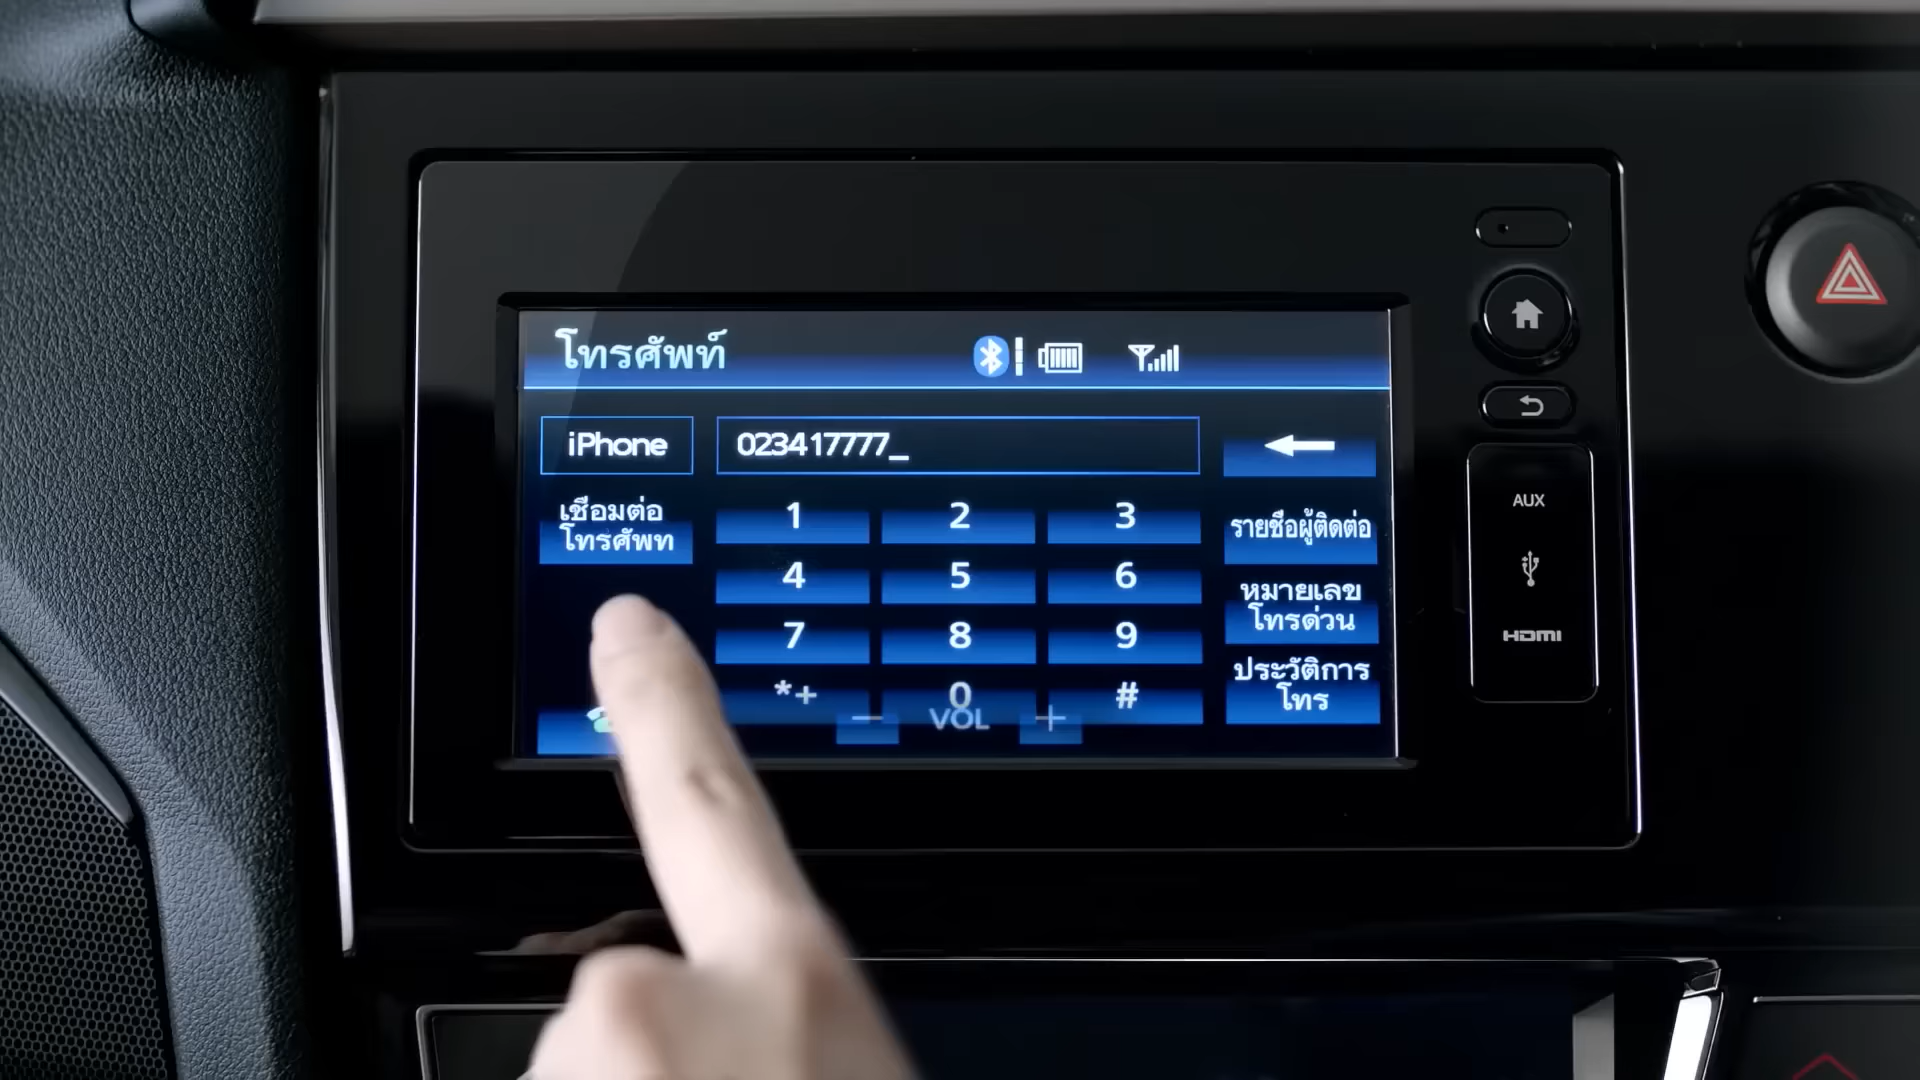 โทรศัพท์
iPhone
023417777_
เชื่อมต่อ
โทรศัพท
1 2 3
4 5 6
7 8 9
*+ 0 #
− VOL +
รายชื่อผู้ติดต่อ
หมายเลข
โทรด่วน
ประวัติการ
โทร
AUX
HDMI